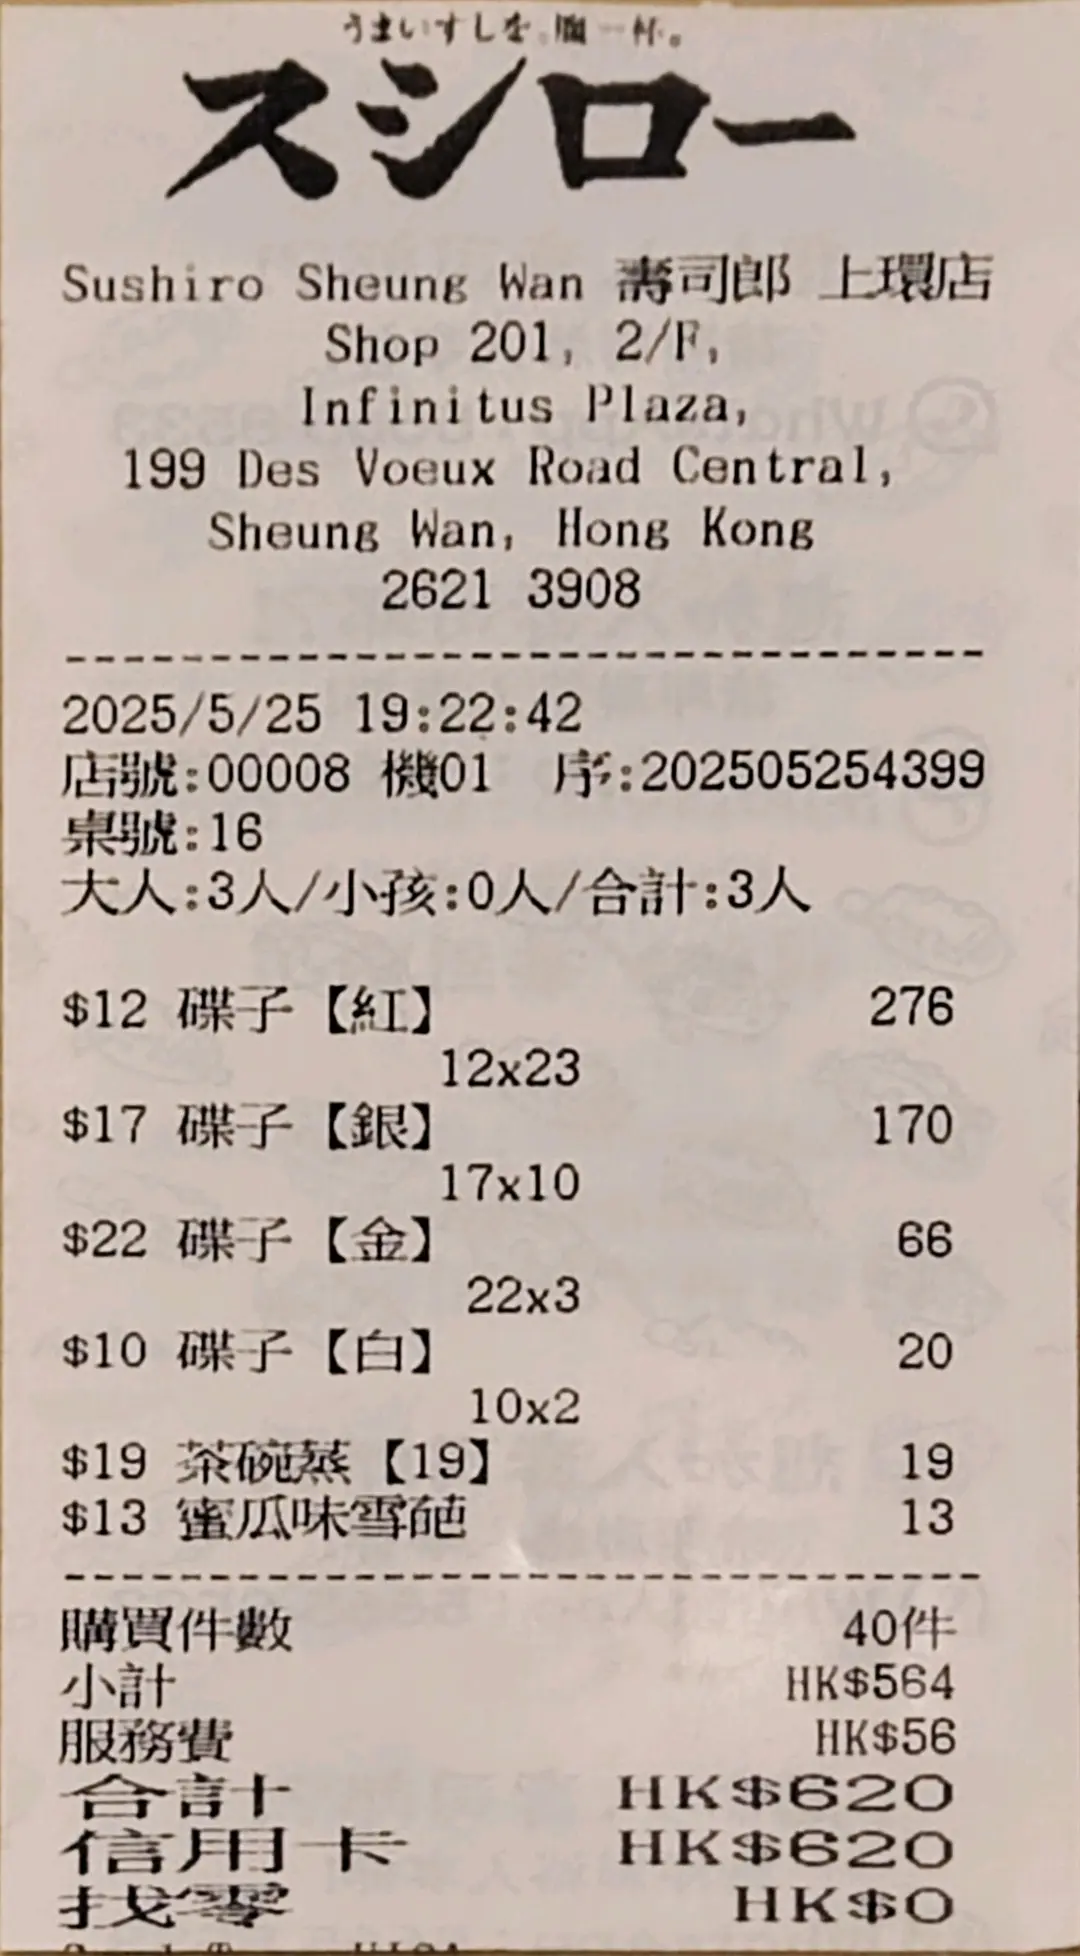 うまいすしを、腹一杯。
スシロー
Sushiro Sheung Wan 壽司郎 上環店
Shop 201, 2/F,
Infinitus Plaza,
199 Des Voeux Road Central,
Sheung Wan, Hong Kong
2621 3908
2025/5/25 19:22:42
店號:00008 機01 序:202505254399
桌號:16
大人:3人/小孩:0人/合計:3人
$12 碟子【紅】 276
12x23
$17 碟子【銀】 170
17x10
$22 碟子【金】 66
22x3
$10 碟子【白】 20
10x2
$19 茶碗蒸【19】 19
$13 蜜瓜味雪葩 13
購買件數 40件
小計 HK$564
服務費 HK$56
合計 HK$620
信用卡 HK$620
找零 HK$0